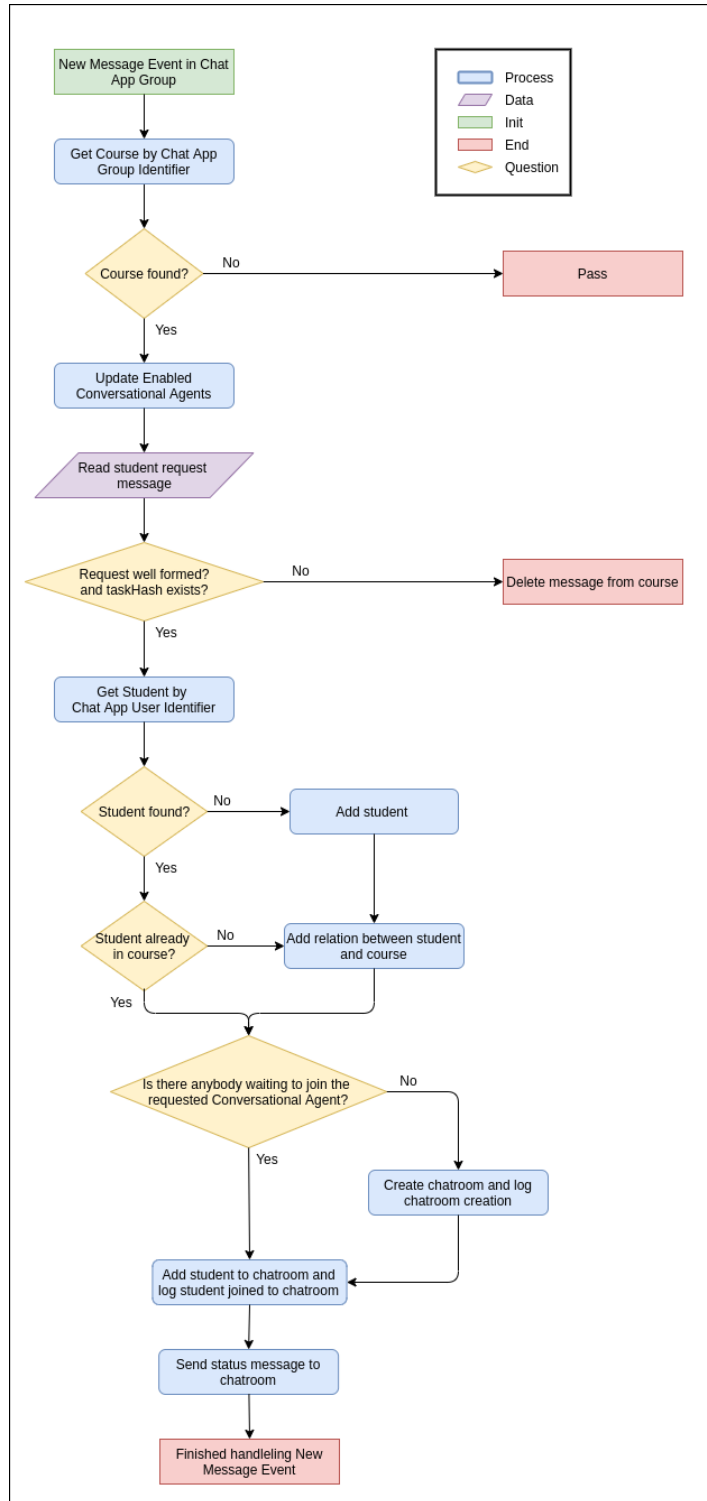 New Message Event in Chat
App Group
Process
Data
Init
End
Question
Get Course by Chat App
Group Identifier
Course found?
No
Pass
Yes
Update Enabled
Conversational Agents
Read student request
message
Request well formed?
and taskHash exists?
No
Delete message from course
Yes
Get Student by
Chat App User Identifier
Student found?
No
Add student
Yes
Student already
in course?
No
Add relation between student
and course
Yes
Is there anybody waiting to join the
requested Conversational Agent?
No
Yes
Create chatroom and log
chatroom creation
Add student to chatroom and
log student joined to chatroom
Send status message to
chatroom
Finished handleling New
Message Event